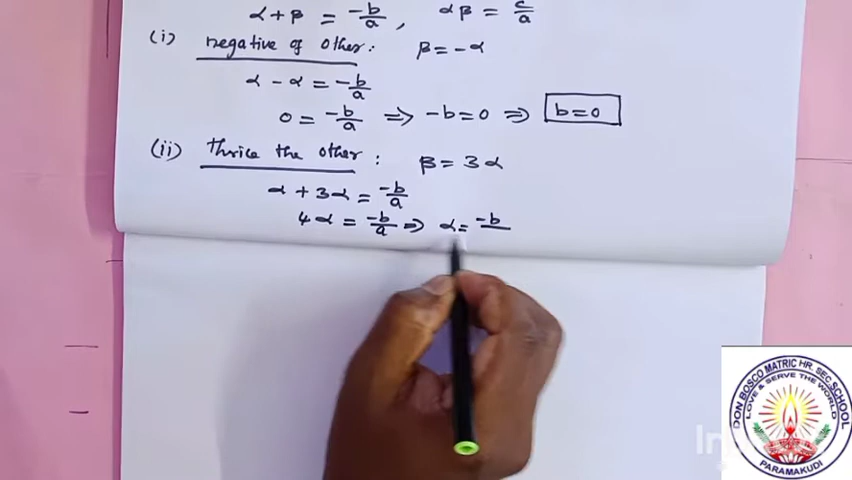 α + β = -b/a , αβ = c/a
(i) negative of other: β = -α
α - α = -b/a
0 = -b/a ⇒ -b = 0 ⇒ b = 0
(ii) thrice the other: β = 3α
α + 3α = -b/a
4α = -b/a ⇒ α = -b/
DON BOSCO MATRIC HR. SEC. SCHOOL
LOVE & SERVE THE WORLD
PARAMAKUDI